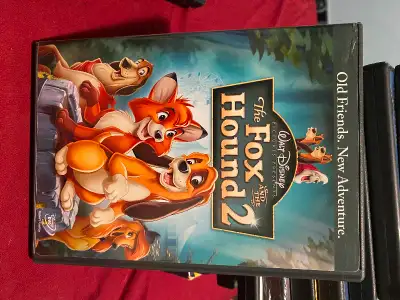 Old Friends. New Adventure.
WALT DISNEY
The
Fox
AND THE
Hound 2